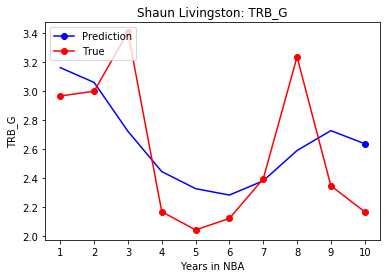 Shaun Livingston: TRB_G
Prediction
True
TRB_G
3.4
3.2
3.0
2.8
2.6
2.4
2.2
2.0
1 2 3 4 5 6 7 8 9 10
Years in NBA